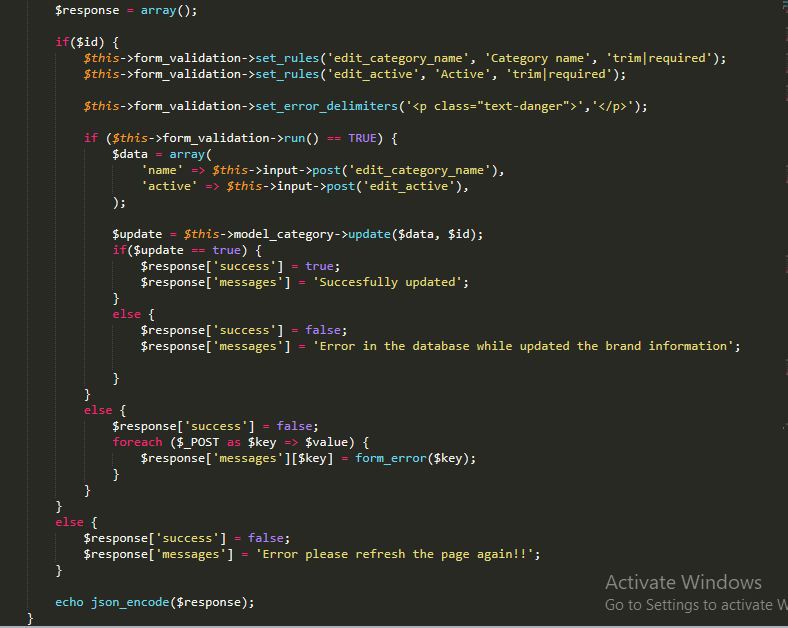 $response = array();
if($id) {
$this->form_validation->set_rules('edit_category_name', 'Category name', 'trim|required');
$this->form_validation->set_rules('edit_active', 'Active', 'trim|required');
$this->form_validation->set_error_delimiters('<p class="text-danger">','</p>');
if ($this->form_validation->run() == TRUE) {
$data = array(
'name' => $this->input->post('edit_category_name'),
'active' => $this->input->post('edit_active'),
);
$update = $this->model_category->update($data, $id);
if($update == true) {
$response['success'] = true;
$response['messages'] = 'Succesfully updated';
}
else {
$response['success'] = false;
$response['messages'] = 'Error in the database while updated the brand information';
}
}
else {
$response['success'] = false;
foreach ($_POST as $key => $value) {
$response['messages'][$key] = form_error($key);
}
}
}
else {
$response['success'] = false;
$response['messages'] = 'Error please refresh the page again!!';
}
echo json_encode($response);
}
Activate Windows
Go to Settings to activate W